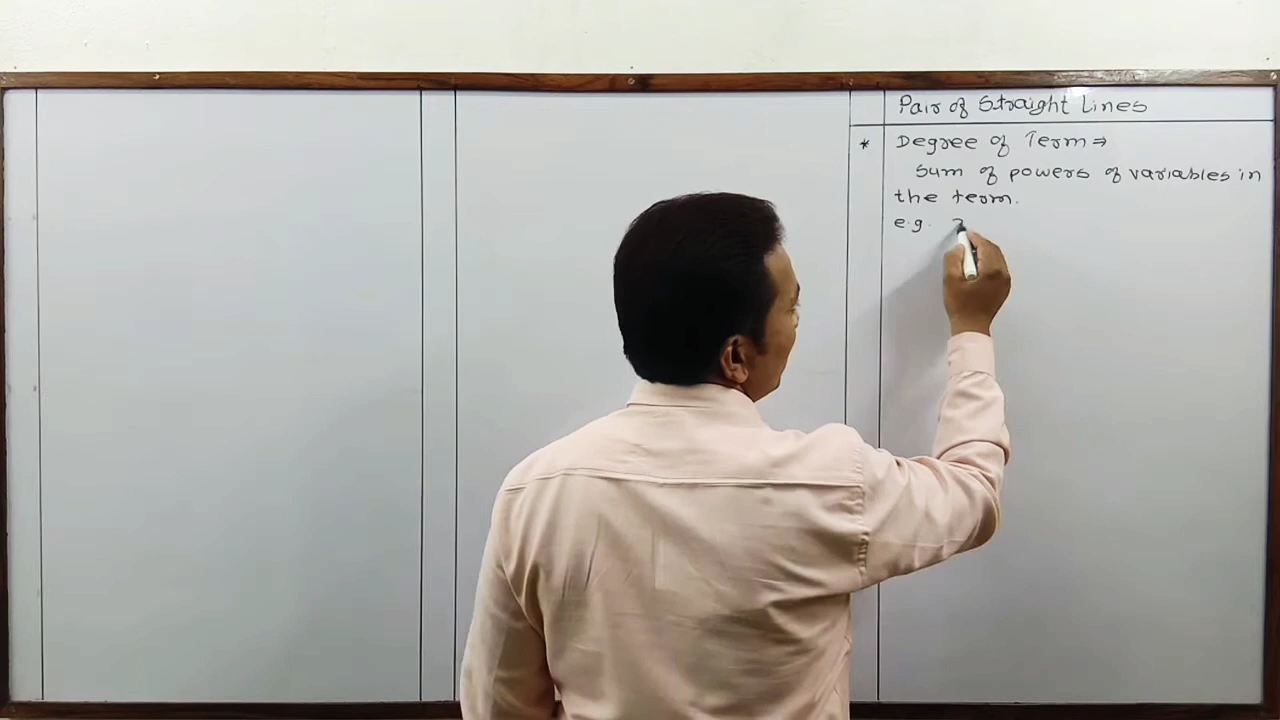 Pair of Straight Lines
* Degree of Term ⇒
Sum of powers of variables in
the term.
e.g.